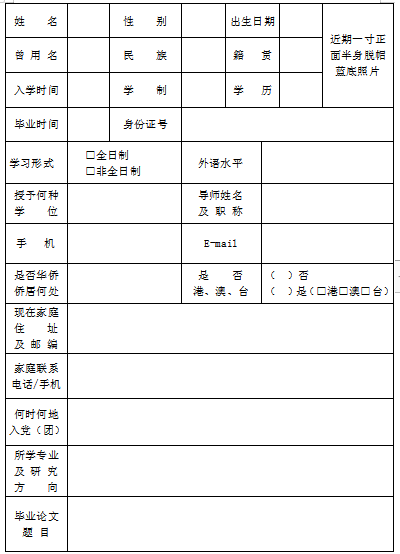 姓 名 性 别 出生日期
近期一寸正
面半身脱帽
蓝底照片
曾 用 名 民 族 籍 贯
入学时间 学 制 学 历
毕业时间 身份证号
学习形式 □全日制
□非全日制
外语水平
授予何种
学 位
导师姓名
及 职 称
手 机 E-mail
是否华侨
侨居何处
是 否
港、澳、台
( )否
( )是(□港□澳□台)
现在家庭
住 址
及 邮 编
家庭联系
电话/手机
何时何地
入党（团）
所学专业
及 研 究
方 向
毕业论文
题 目